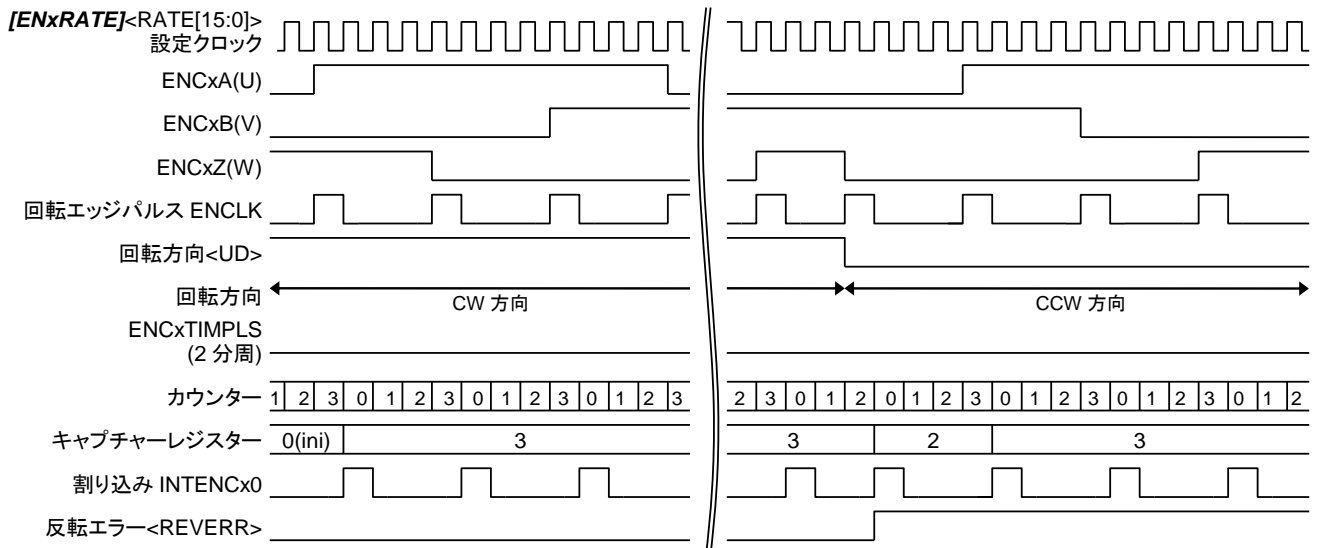 [ENxRATE]<RATE[15:0]>
設定クロック
ENCxA(U)
ENCxB(V)
ENCxZ(W)
回転エッジパルス ENCLK
回転方向<UD>
回転方向 CW 方向 CCW 方向
ENCxTIMPLS
(2 分周)
カウンター 1 2 3 0 1 2 3 0 1 2 3 0 1 2 3 2 3 0 1 2 0 1 2 3 0 1 2 3 0 1 2 3 0 1 2
キャプチャーレジスター 0(ini) 3 3 2 3
割り込み INTENCx0
反転エラー<REVERR>